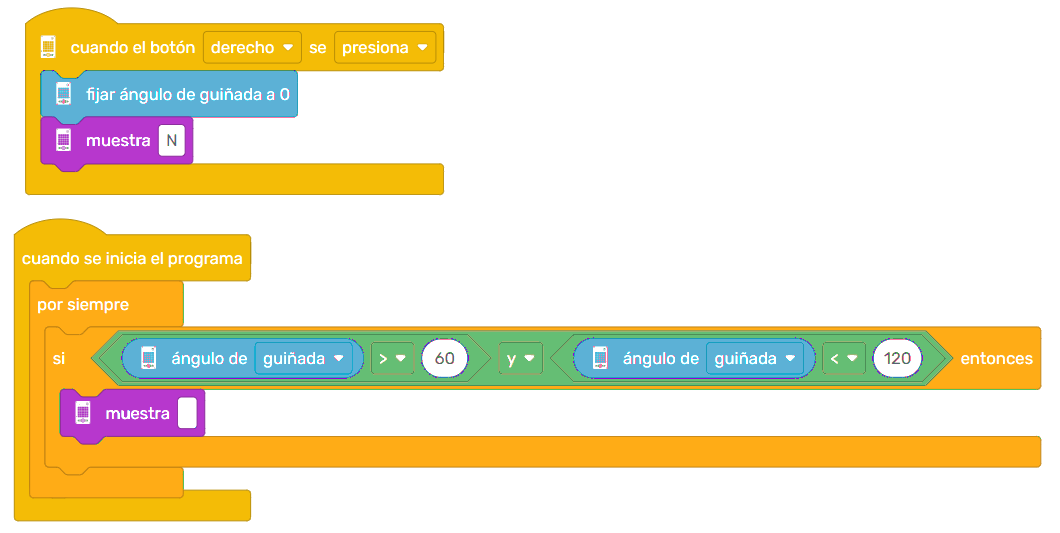 cuando el botón derecho se presiona
fijar ángulo de guiñada a 0
muestra N
cuando se inicia el programa
por siempre
si ángulo de guiñada > 60 y ángulo de guiñada < 120 entonces
muestra